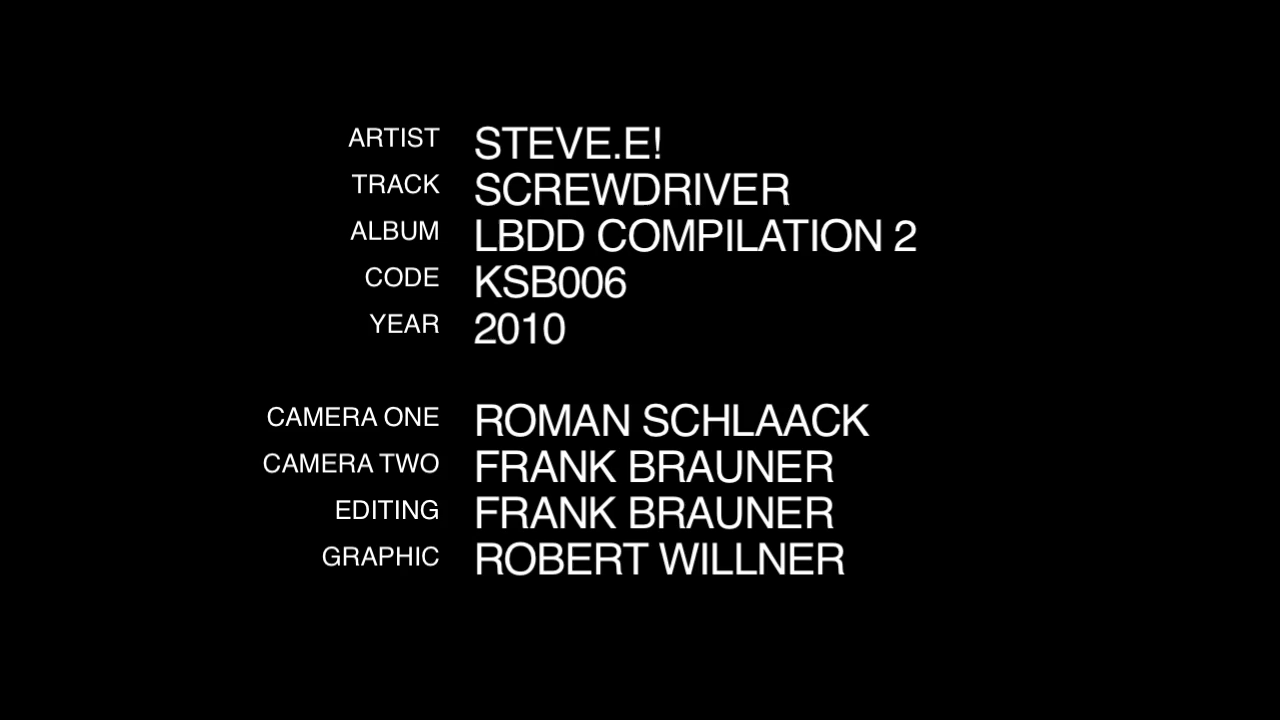 ARTIST STEVE.E!
TRACK SCREWDRIVER
ALBUM LBDD COMPILATION 2
CODE KSB006
YEAR 2010
CAMERA ONE ROMAN SCHLAACK
CAMERA TWO FRANK BRAUNER
EDITING FRANK BRAUNER
GRAPHIC ROBERT WILLNER